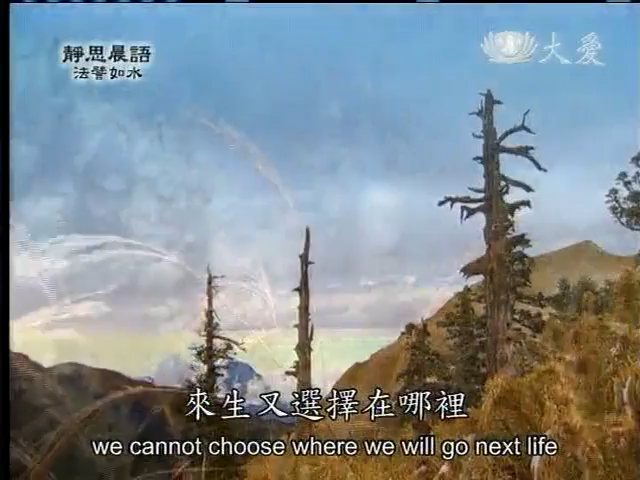 靜思晨語
法譬如水
大愛
來生又選擇在哪裡
we cannot choose where we will go next life